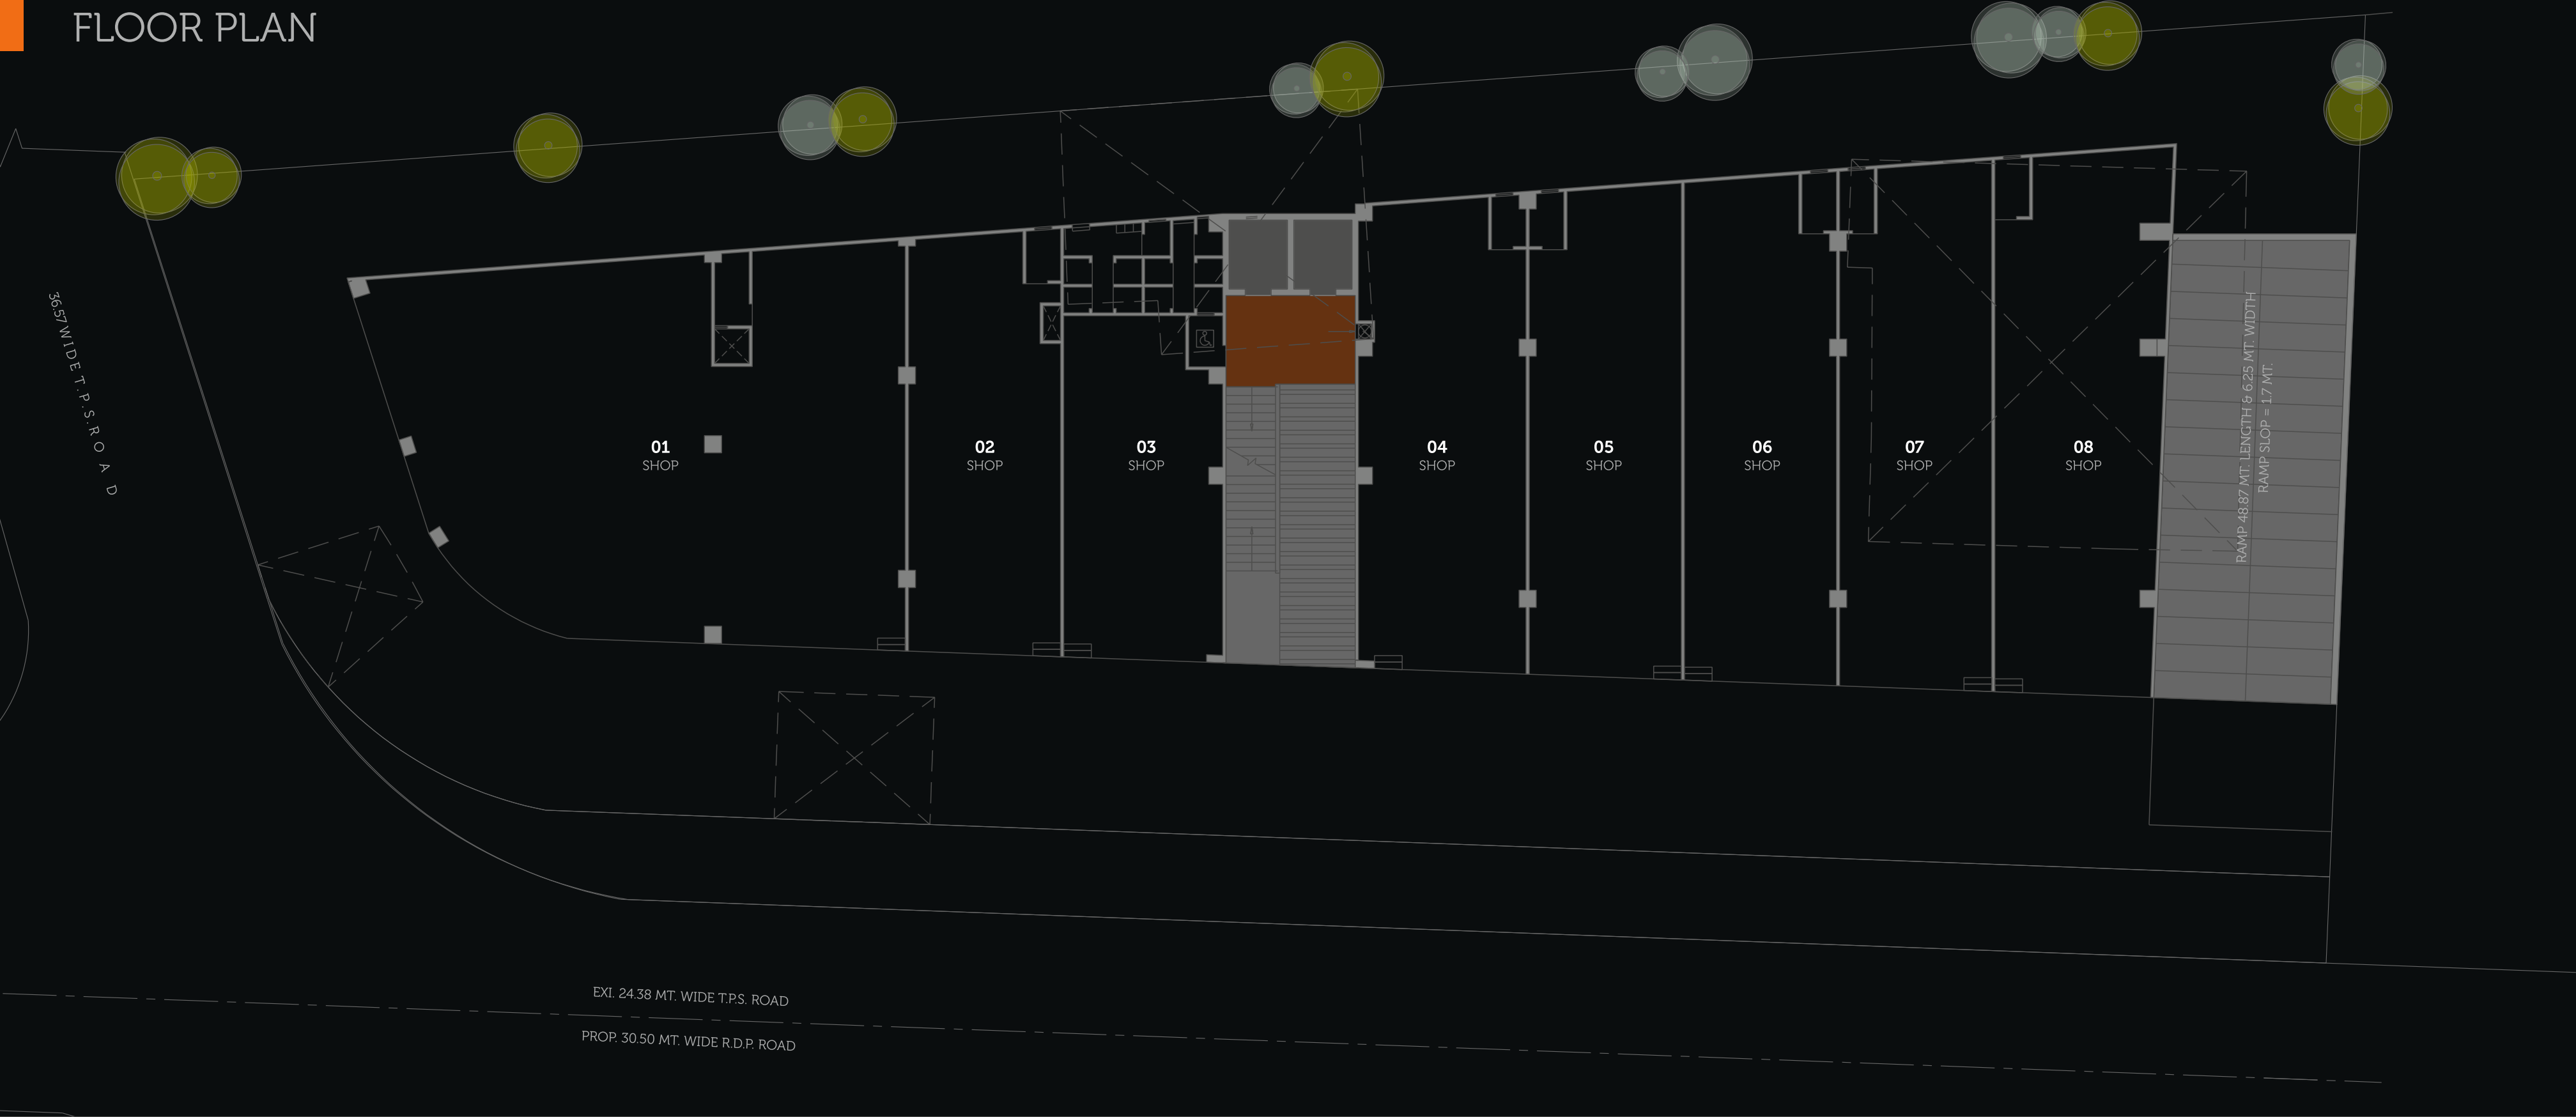 FLOOR PLAN
36.57 WIDE T.P.S.ROAD
01
SHOP
02
SHOP
03
SHOP
04
SHOP
05
SHOP
06
SHOP
07
SHOP
08
SHOP
RAMP 48.87 MT. LENGTH & 6.25 MT. WIDTH
RAMP SLOP = 1.7 MT.
EXI. 24.38 MT. WIDE T.P.S. ROAD
PROP. 30.50 MT. WIDE R.D.P. ROAD